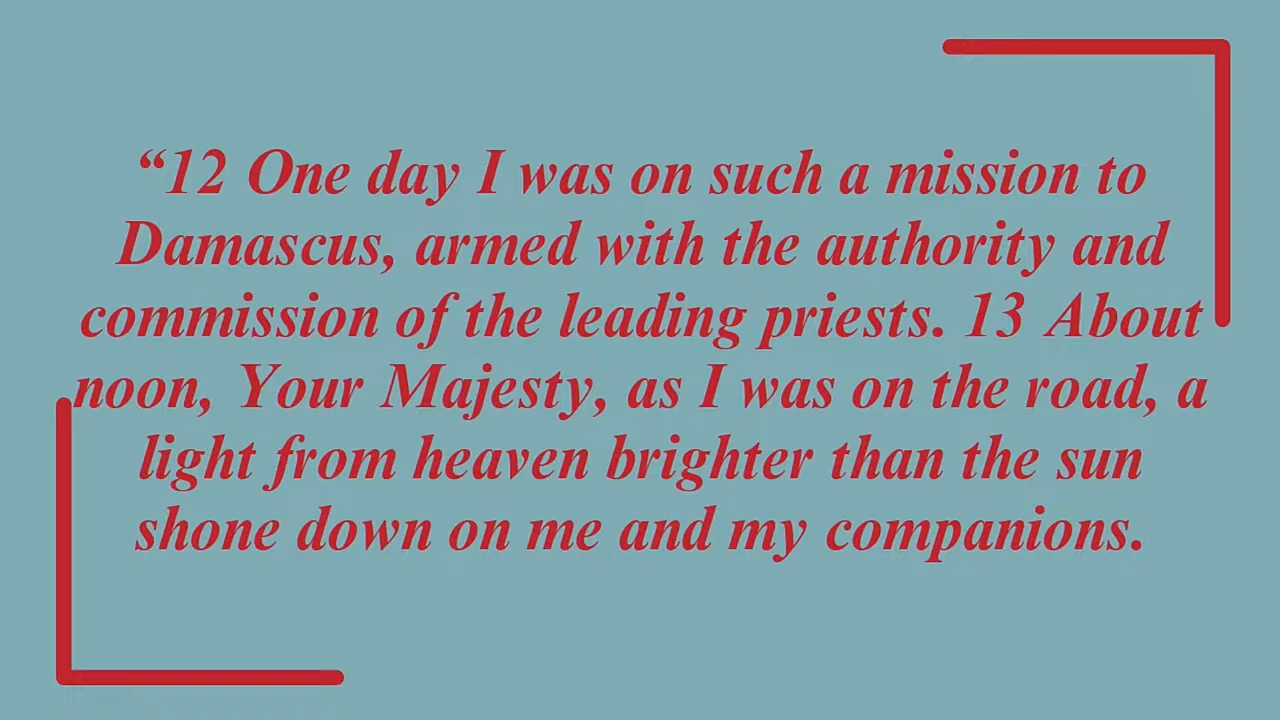 “12 One day I was on such a mission to
Damascus, armed with the authority and
commission of the leading priests. 13 About
noon, Your Majesty, as I was on the road, a
light from heaven brighter than the sun
shone down on me and my companions.